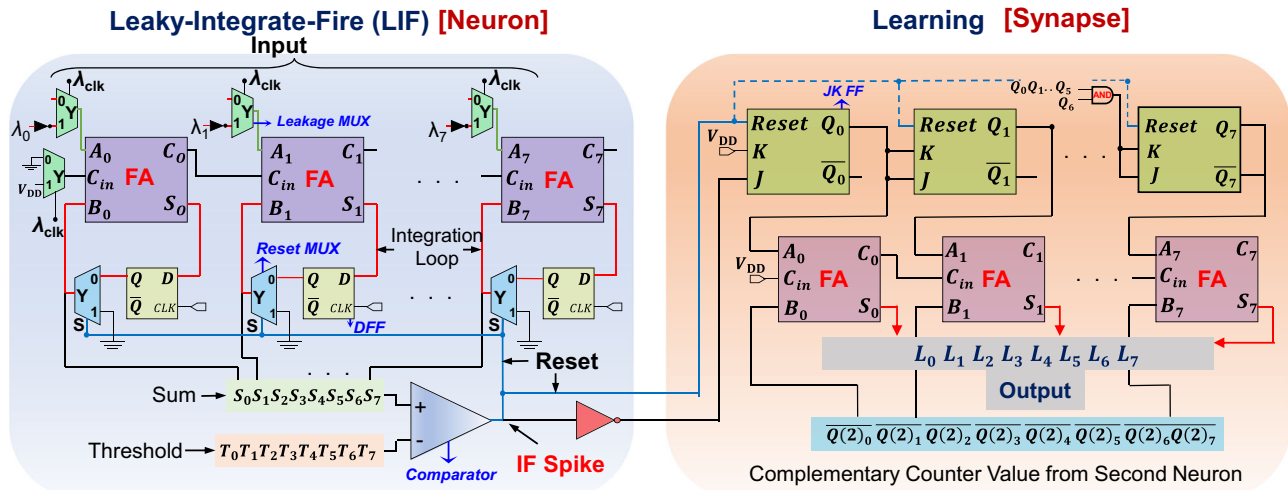 Leaky-Integrate-Fire (LIF) [Neuron]
Learning [Synapse]
Input
λclk λclk λclk
0 Y 1 0 Y 1 0 Y 1
λ0 λ1 λ7
Leakage MUX
0 Y 1
VDD
λclk
A0 CO Cin FA B0 SO
A1 C1 Cin FA B1 S1
A7 C7 Cin FA B7 S7
. . .
Reset MUX
Integration
Loop
0 Y 1 S
Q D Q̅ CLK
0 Y 1 S
Q D Q̅ CLK
DFF
. . .
0 Y 1 S
Q D Q̅ CLK
Reset
. . .
Sum S0S1S2S3S4S5S6S7
Threshold T0T1T2T3T4T5T6T7
+
-
Comparator
IF Spike
JK FF
Q0Q1..Q5
Q6
AND
VDD
Reset Q0 K J Q̅0
Reset Q1 K J Q̅1
. . .
Reset Q7 K J Q̅7
VDD
A0 C0 Cin FA B0 S0
A1 C1 Cin FA B1 S1
. . .
A7 C7 Cin FA B7 S7
L0 L1 L2 L3 L4 L5 L6 L7
Output
Q(2)0 Q(2)1 Q(2)2 Q(2)3 Q(2)4 Q(2)5 Q(2)6 Q(2)7
Complementary Counter Value from Second Neuron